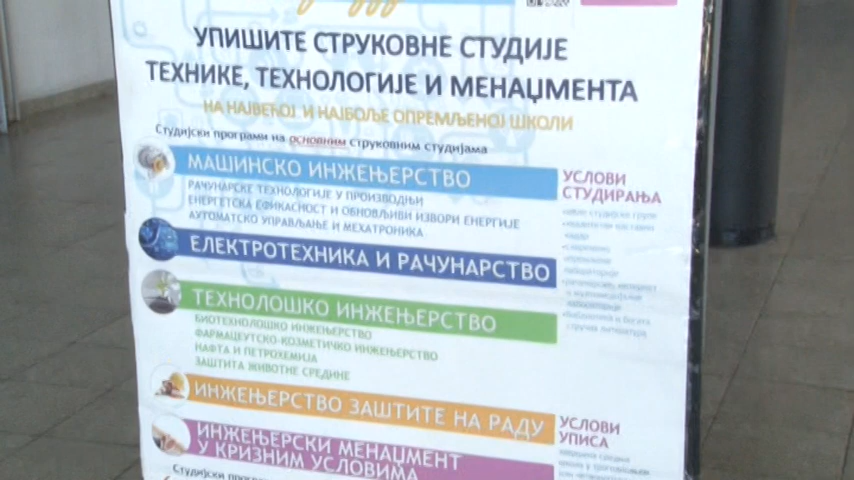 УПИШИТЕ СТРУКОВНЕ СТУДИЈЕ
ТЕХНИКЕ, ТЕХНОЛОГИЈЕ И МЕНАЏМЕНТА
НА НАЈВЕЋОЈ И НАЈБОЉЕ ОПРЕМЉЕНОЈ ШКОЛИ
Студијски програми на основним струковним студијама
МАШИНСКО ИНЖЕЊЕРСТВО
РАЧУНАРСКЕ ТЕХНОЛОГИЈЕ У ПРОИЗВОДЊИ
ЕНЕРГЕТСКА ЕФИКАСНОСТ И ОБНОВЉИВИ ИЗВОРИ ЕНЕРГИЈЕ
АУТОМАТСКО УПРАВЉАЊЕ И МЕХАТРОНИКА
ЕЛЕКТРОТЕХНИКА И РАЧУНАРСТВО
ТЕХНОЛОШКО ИНЖЕЊЕРСТВО
БИОТЕХНОЛОШКО ИНЖЕЊЕРСТВО
ФАРМАЦЕУТСКО-КОЗМЕТИЧКО ИНЖЕЊЕРСТВО
НАФТА И ПЕТРОХЕМИЈА
ЗАШТИТА ЖИВОТНЕ СРЕДИНЕ
ИНЖЕЊЕРСТВО ЗАШТИТЕ НА РАДУ
ИНЖЕЊЕРСКИ МЕНАЏМЕНТ
У КРИЗНИМ УСЛОВИМА
Студијски
УСЛОВИ
СТУДИРАЊА
УСЛОВИ
УПИСА